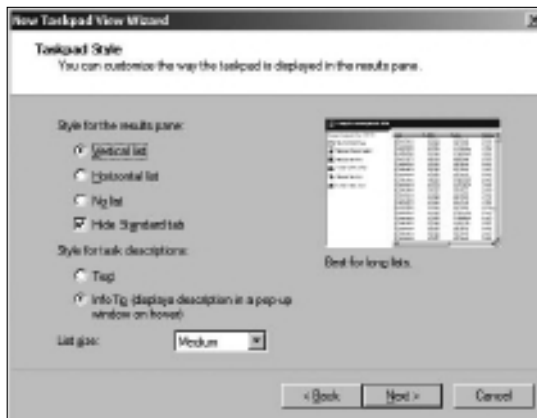 New Taskpad View Wizard
Taskpad Style
You can customize the way the taskpad is displayed in the results pane.
Style for the results pane:
Vertical list
Horizontal list
No list
Hide Standard tab
Style for task descriptions:
Text
InfoTip (displays description in a pop-up
window on hover)
Best for long lists.
List size:
Medium
< Back
Next >
Cancel